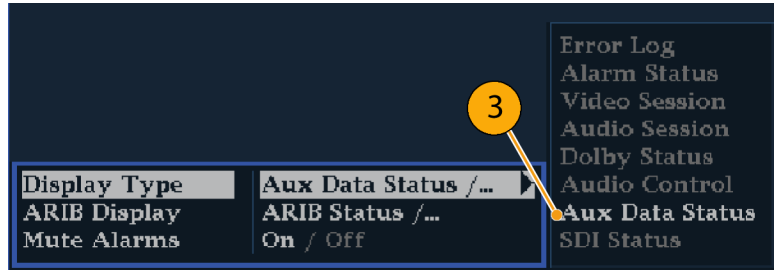 Error Log
Alarm Status
Video Session
3
Audio Session
Dolby Status
Display Type Aux Data Status /... Audio Control
ARIB Display ARIB Status /... Aux Data Status
Mute Alarms On / Off SDI Status